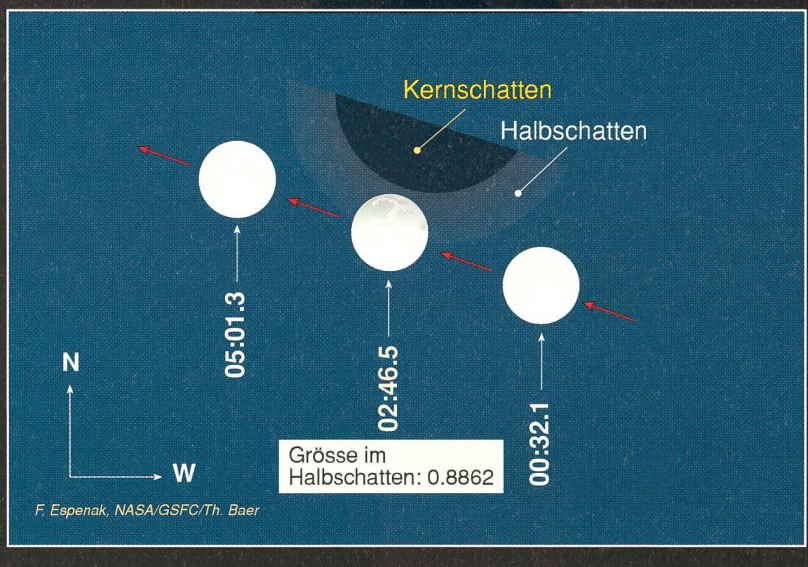 Kernschatten
Halbschatten
05:01.3
02:46.5
00:32.1
N
W
Grösse im
Halbschatten: 0.8862
F. Espenak, NASA/GSFC/Th. Baer